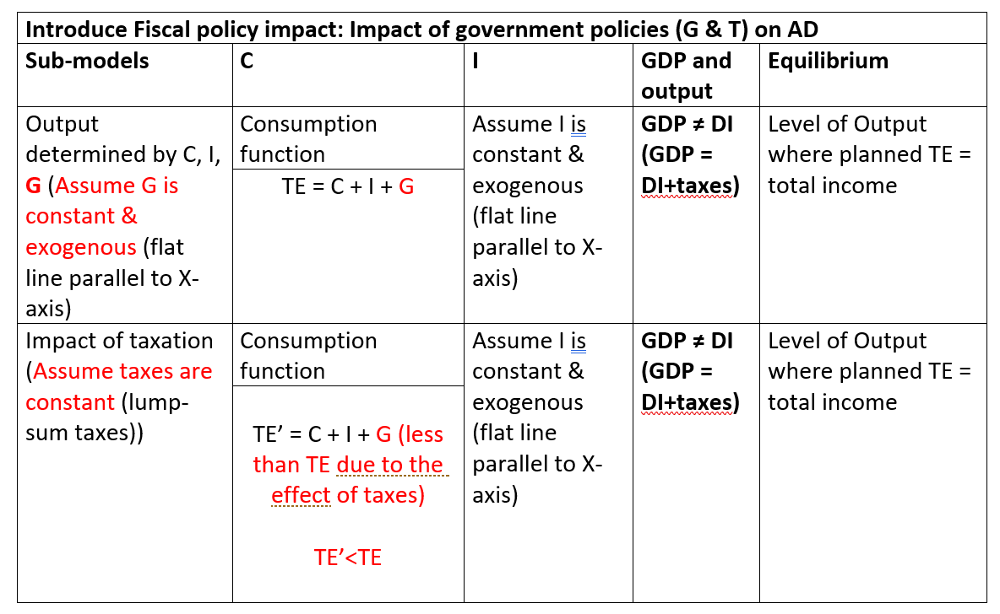 Introduce Fiscal policy impact: Impact of government policies (G & T) on AD
Sub-models
C
I
GDP and
output
Equilibrium
Output
determined by C, I,
G (Assume G is
constant &
exogenous (flat
line parallel to X-
axis)
Consumption
function
TE = C + I + G
Assume I is
constant &
exogenous
(flat line
parallel to X-
axis)
GDP ≠ DI
(GDP =
DI+taxes)
Level of Output
where planned TE =
total income
Impact of taxation
(Assume taxes are
constant (lump-
sum taxes))
Consumption
function
TE’ = C + I + G (less
than TE due to the
effect of taxes)
TE’<TE
Assume I is
constant &
exogenous
(flat line
parallel to X-
axis)
GDP ≠ DI
(GDP =
DI+taxes)
Level of Output
where planned TE =
total income